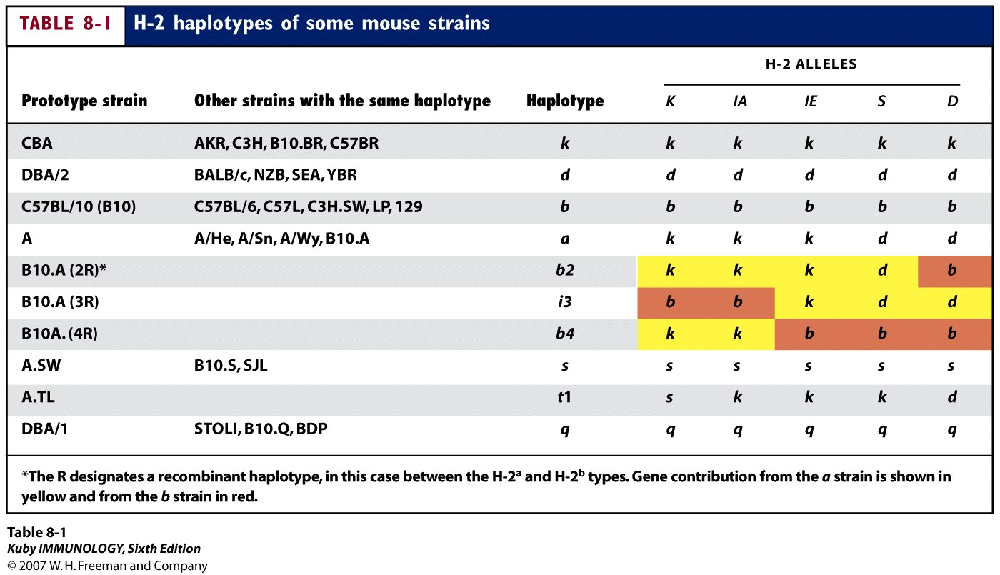 TABLE 8-1 H-2 haplotypes of some mouse strains
H-2 ALLELES
Prototype strain Other strains with the same haplotype Haplotype K IA IE S D
CBA AKR, C3H, B10.BR, C57BR k k k k k k
DBA/2 BALB/c, NZB, SEA, YBR d d d d d d
C57BL/10 (B10) C57BL/6, C57L, C3H.SW, LP, 129 b b b b b b
A A/He, A/Sn, A/Wy, B10.A a k k k d d
B10.A (2R)* b2 k k k d b
B10.A (3R) i3 b b k d d
B10A. (4R) b4 k k b b b
A.SW B10.S, SJL s s s s s s
A.TL t1 s k k k d
DBA/1 STOLI, B10.Q, BDP q q q q q q
*The R designates a recombinant haplotype, in this case between the H-2ᵃ and H-2ᵇ types. Gene contribution from the a strain is shown in
yellow and from the b strain in red.
Table 8-1
Kuby IMMUNOLOGY, Sixth Edition
© 2007 W. H. Freeman and Company